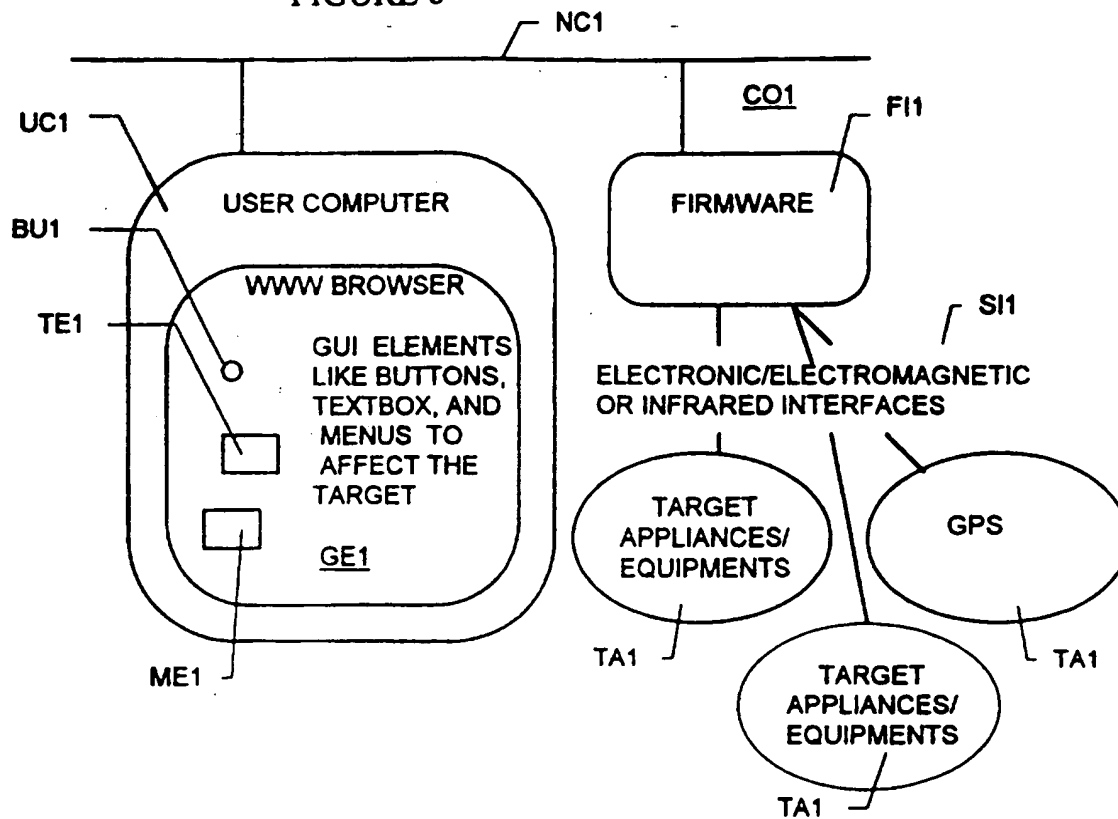 NC1
CO1
FI1
UC1
USER COMPUTER
FIRMWARE
BU1
WWW BROWSER
TE1
SI1
GUI ELEMENTS
LIKE BUTTONS,
TEXTBOX, AND
MENUS TO
AFFECT THE
TARGET
ELECTRONIC/ELECTROMAGNETIC
OR INFRARED INTERFACES
GE1
TARGET
APPLIANCES/
EQUIPMENTS
GPS
ME1
TA1
TA1
TARGET
APPLIANCES/
EQUIPMENTS
TA1